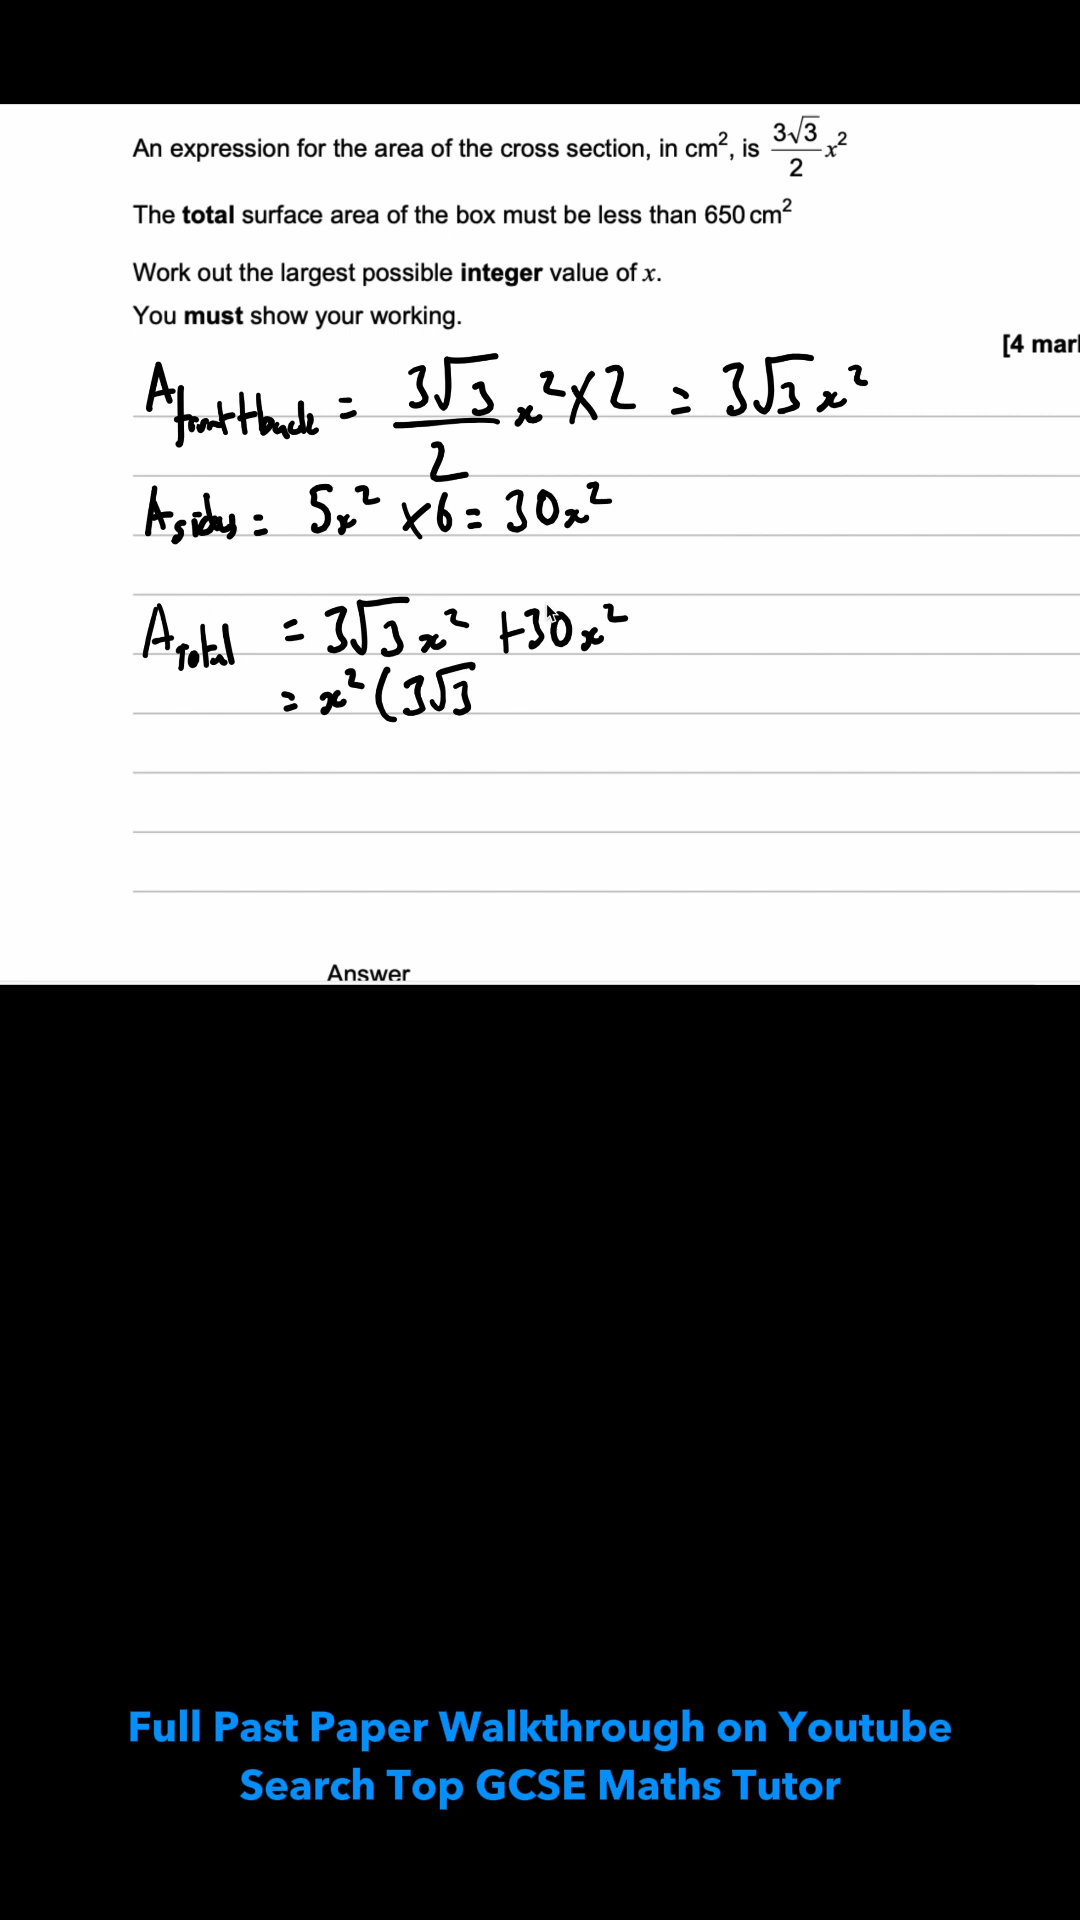 An expression for the area of the cross section, in cm², is 3√3/2 x²
The total surface area of the box must be less than 650 cm²
Work out the largest possible integer value of x.
You must show your working.
[4 mar
A front+back = 3√3/2 x² × 2 = 3√3 x²
A sides = 5x² × 6 = 30x²
A Total = 3√3 x² + 30x²
= x² (3√3
Answer
Full Past Paper Walkthrough on Youtube
Search Top GCSE Maths Tutor